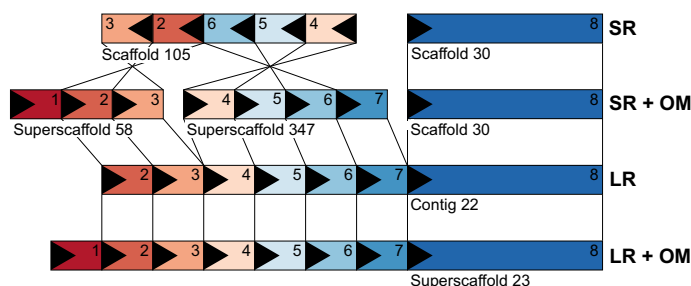 3 2 6 5 4 8 SR
Scaffold 105 Scaffold 30
1 2 3 4 5 6 7 8 SR + OM
Superscaffold 58 Superscaffold 347 Scaffold 30
2 3 4 5 6 7 8 LR
Contig 22
1 2 3 4 5 6 7 8 LR + OM
Superscaffold 23